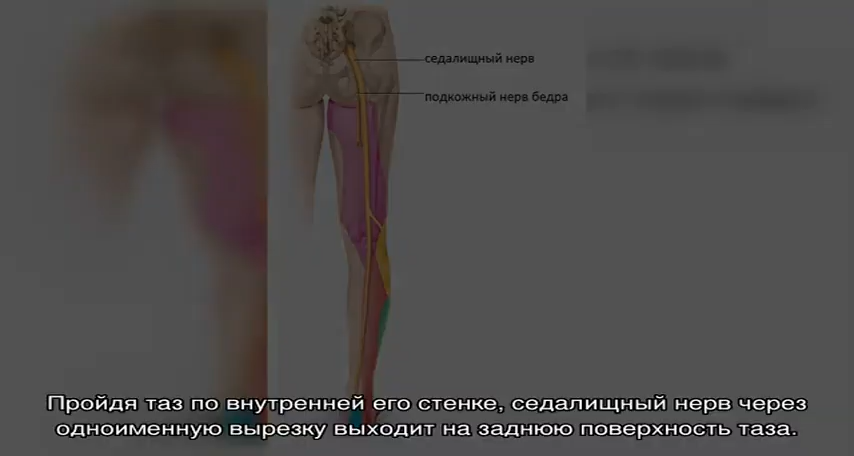 седалищный нерв
подкожный нерв бедра
Пройдя таз по внутренней его стенке, седалищный нерв через
одноименную вырезку выходит на заднюю поверхность таза.